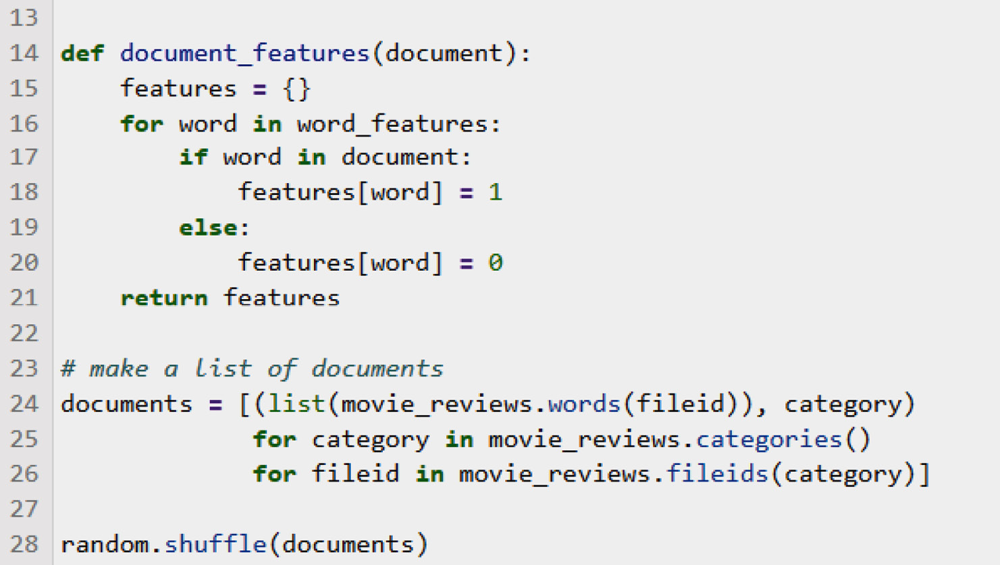 13
14 def document_features(document):
15     features = {}
16     for word in word_features:
17         if word in document:
18             features[word] = 1
19         else:
20             features[word] = 0
21     return features
22
23 # make a list of documents
24 documents = [(list(movie_reviews.words(fileid)), category)
25              for category in movie_reviews.categories()
26              for fileid in movie_reviews.fileids(category)]
27
28 random.shuffle(documents)